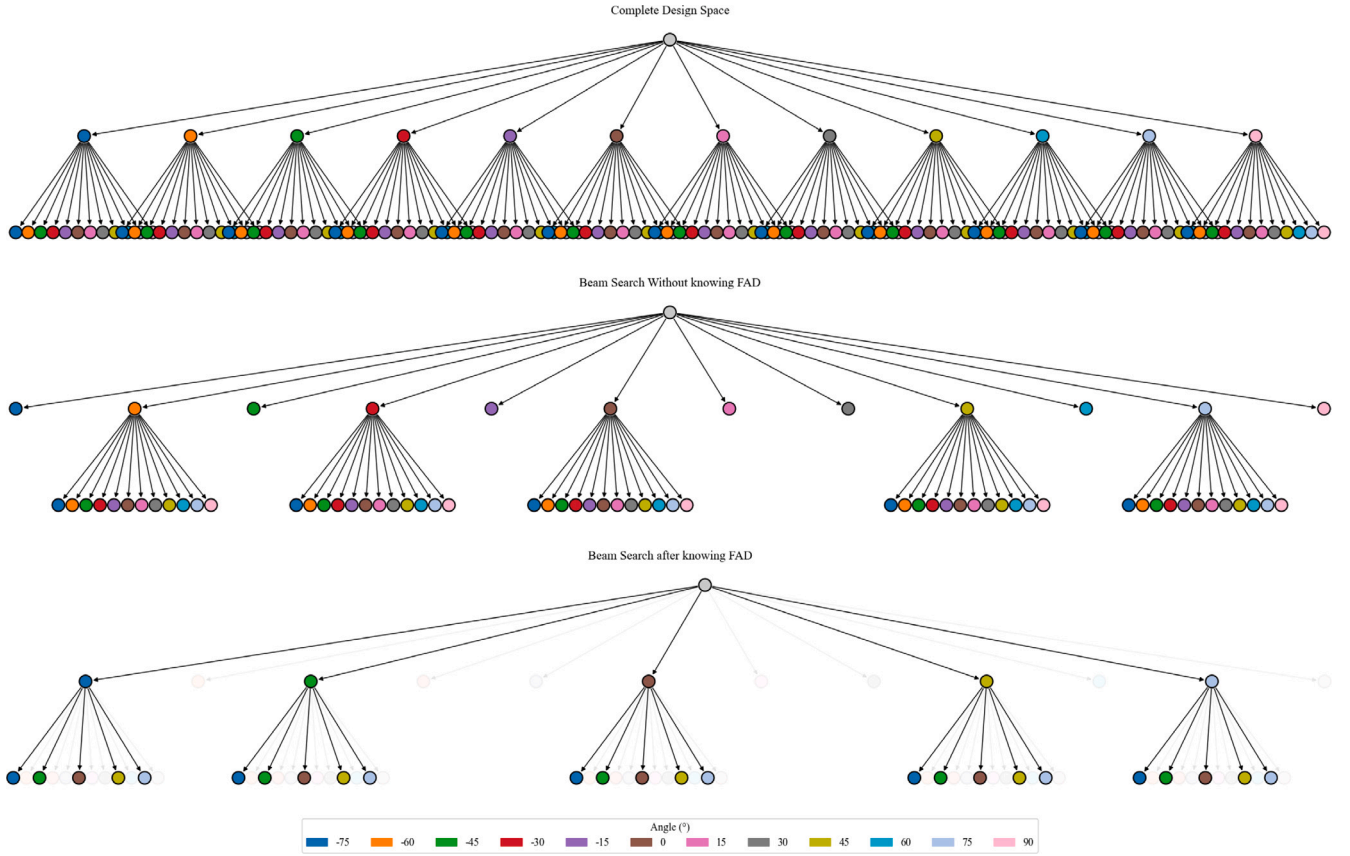 Complete Design Space
Beam Search Without knowing FAD
Beam Search after knowing FAD
Angle (°)
-75 -60 -45 -30 -15 0 15 30 45 60 75 90